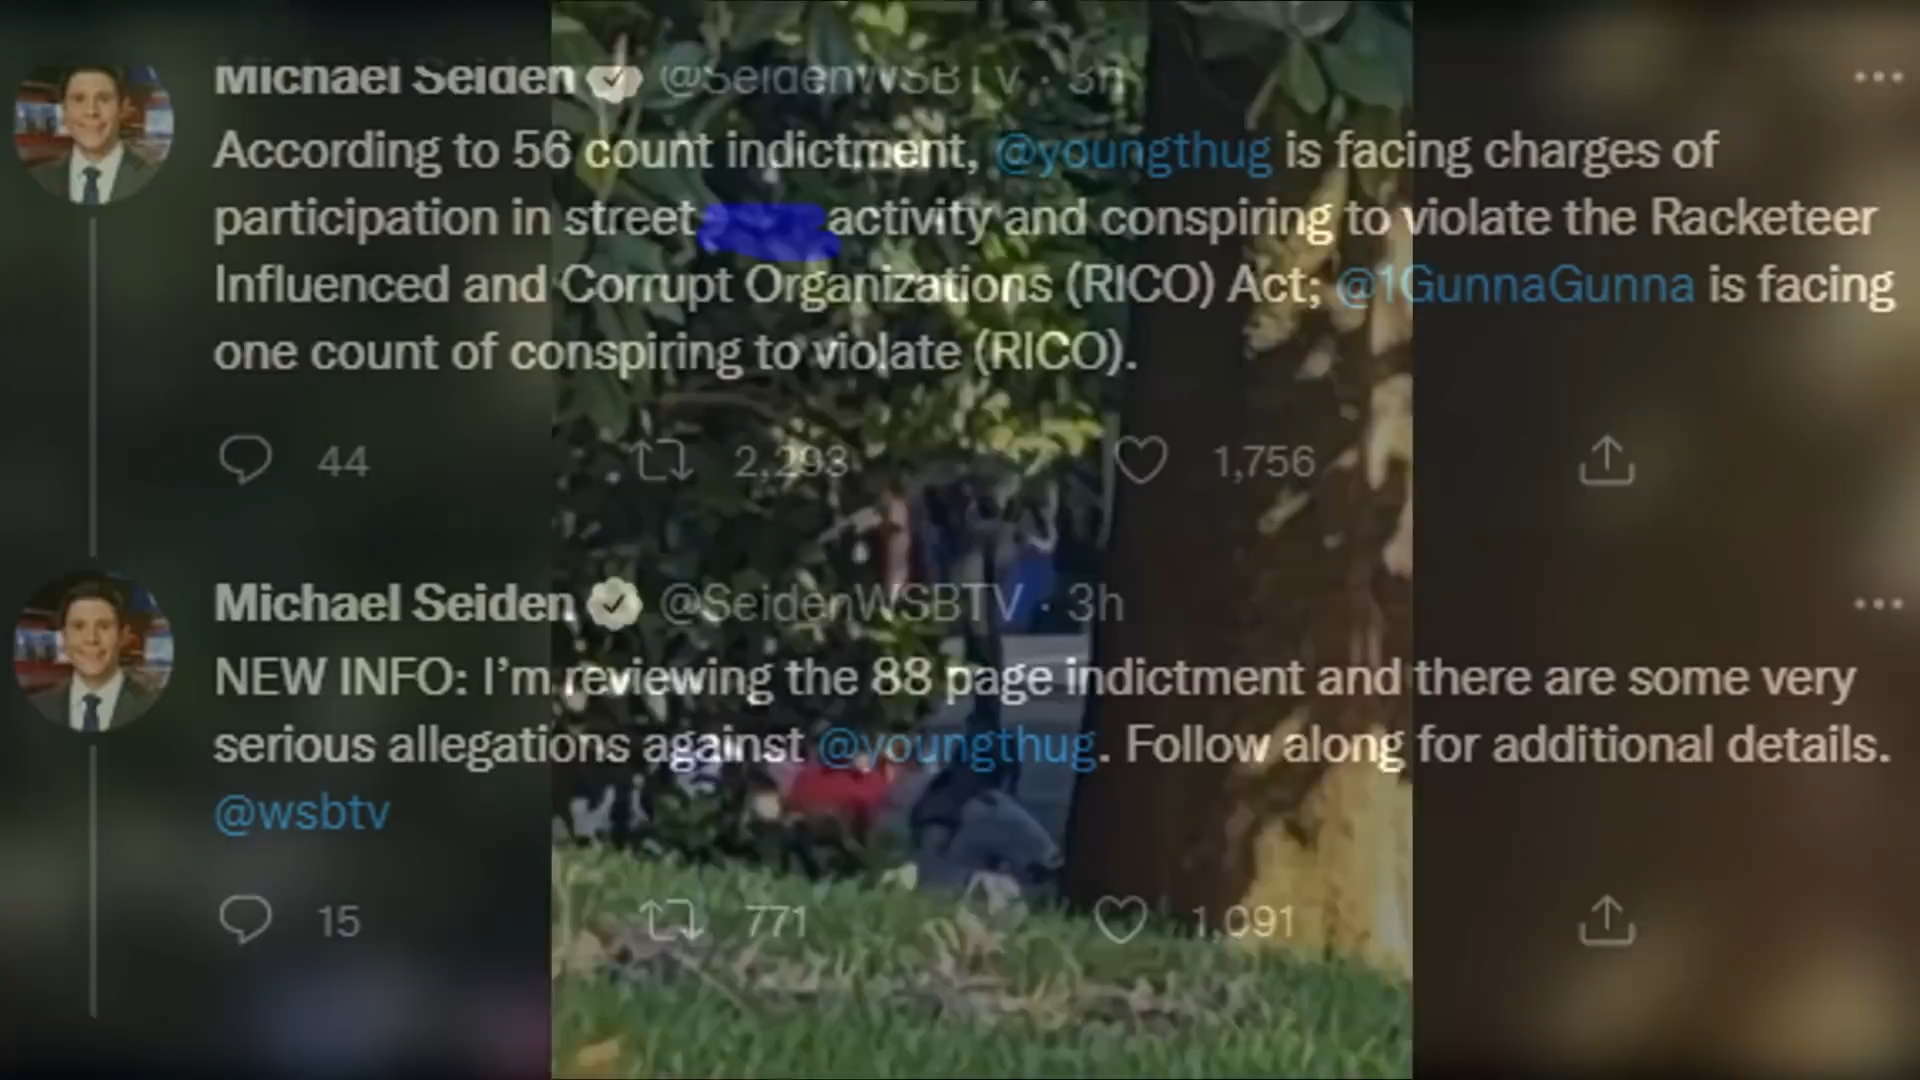 Michael Seiden @SeidenWSBTV · 3h
According to 56 count indictment, @youngthug is facing charges of
participation in street activity and conspiring to violate the Racketeer
Influenced and Corrupt Organizations (RICO) Act; @1GunnaGunna is facing
one count of conspiring to violate (RICO).
44 2,293 1,756
Michael Seiden @SeidenWSBTV · 3h
NEW INFO: I’m reviewing the 88 page indictment and there are some very
serious allegations against @youngthug. Follow along for additional details.
@wsbtv
15 771 1,091